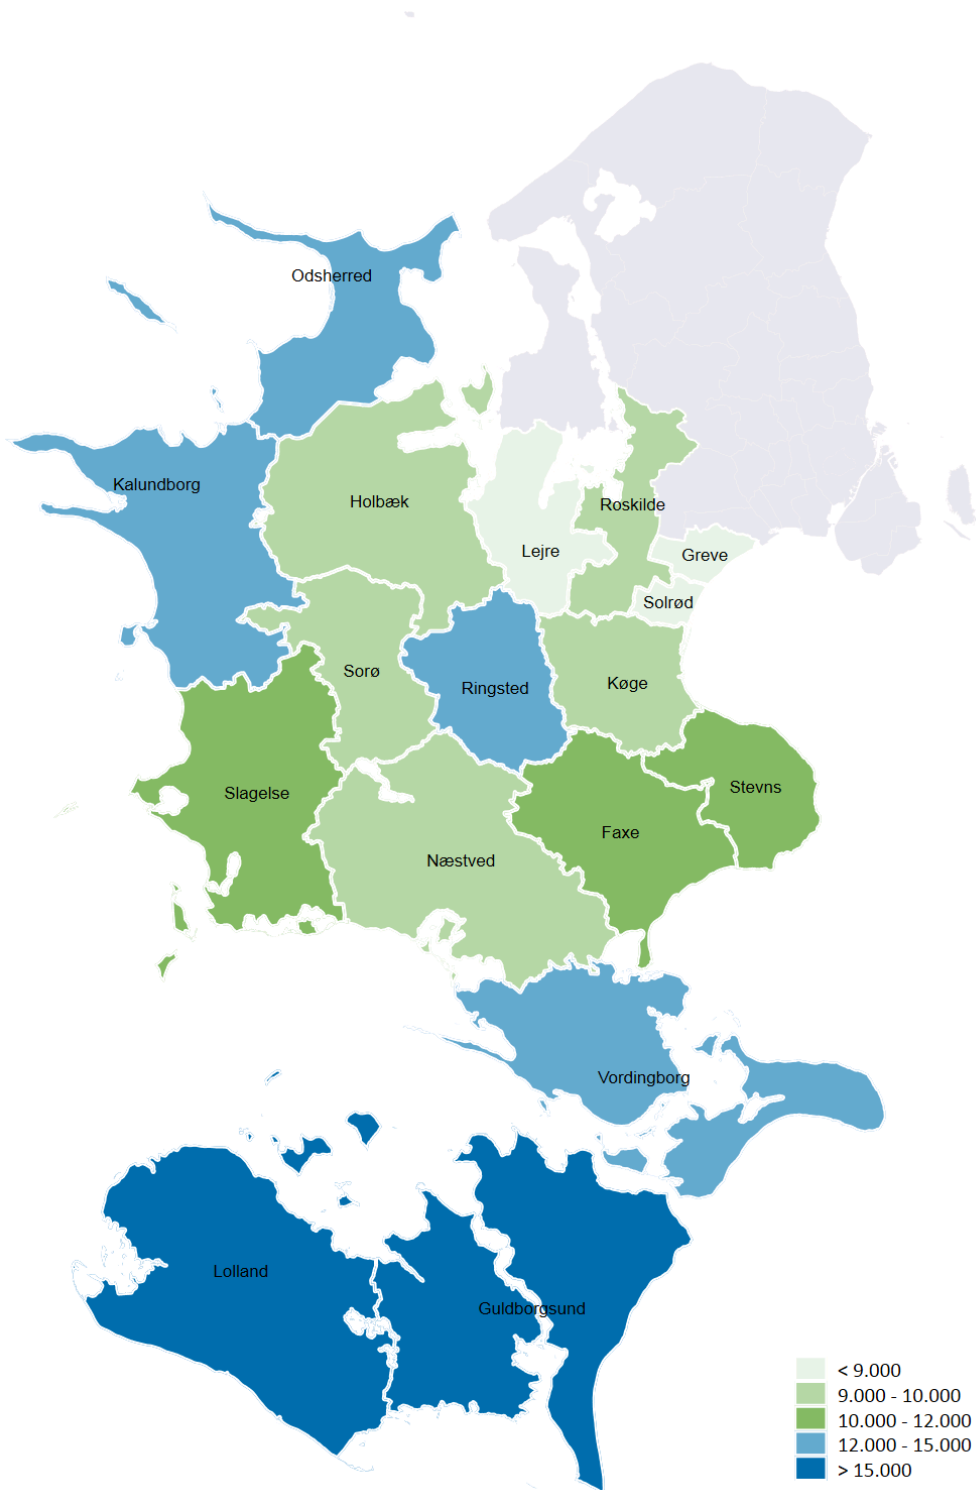 Odsherred
Kalundborg
Holbæk
Roskilde
Lejre
Greve
Solrød
Sorø
Ringsted
Køge
Slagelse
Stevns
Faxe
Næstved
Vordingborg
Lolland
Guldborgsund
< 9.000
9.000 - 10.000
10.000 - 12.000
12.000 - 15.000
> 15.000